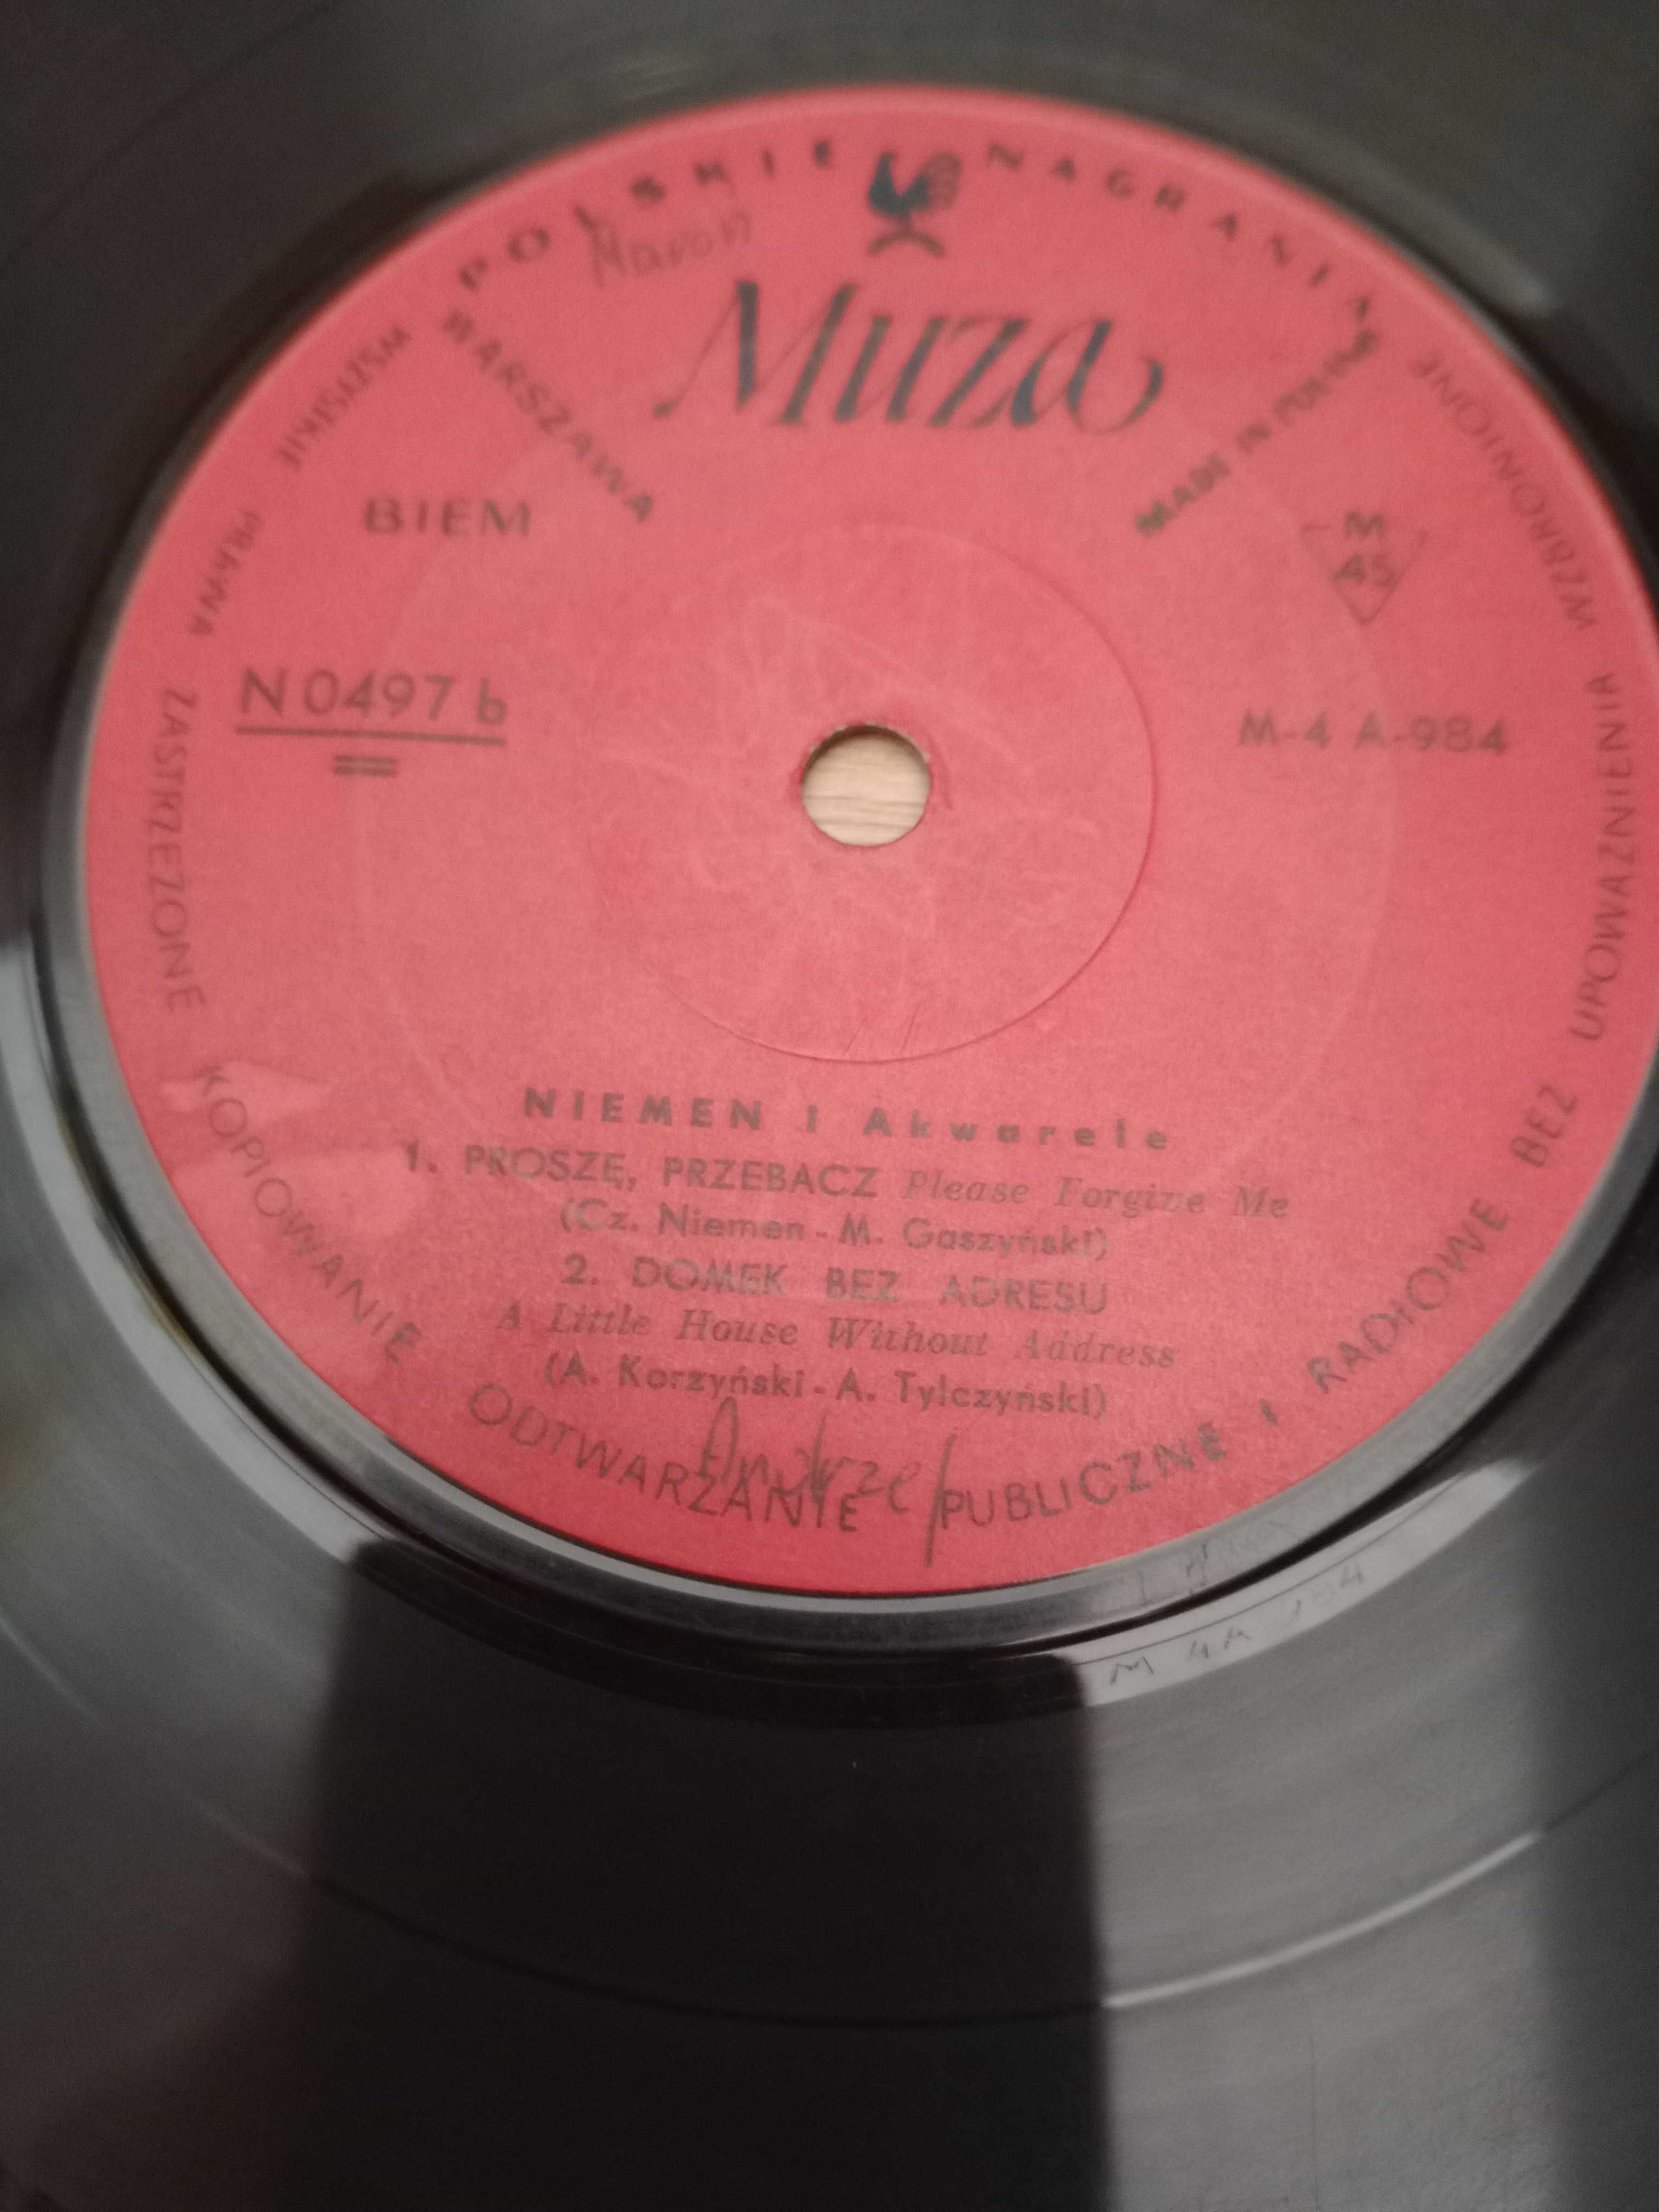 POLSKIE NAGRANIA
Muza
WARSZAWA
MADE IN POLAND
BIEM
M
45
N 0497 b
M-4 A-984
NIEMEN i Akwarele
1. PROSZĘ, PRZEBACZ Please Forgive Me
(Cz. Niemen - M. Gaszyński)
2. DOMEK BEZ ADRESU
A Little House Without Address
(A. Korzyński - A. Tylczyński)
Andrzej
WSZYSTKIE PRAWA ZASTRZEŻONE KOPIOWANIE ODTWARZANIE PUBLICZNE I RADIOWE BEZ UPOWAŻNIENIA WZBRONIONE